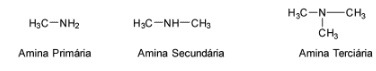 H₃C—NH₂
H₃C—NH—CH₃
H₃C—N—CH₃
CH₃
Amina Primária
Amina Secundária
Amina Terciária